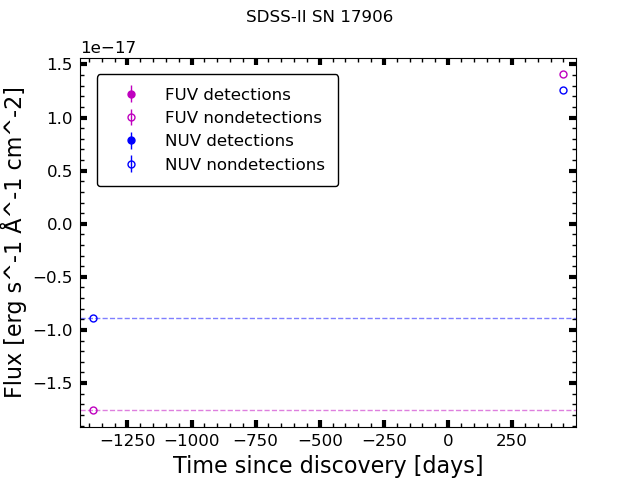 SDSS-II SN 17906
1e−17
1.5
1.0
0.5
0.0
−0.5
−1.0
−1.5
Flux [erg s^-1 Å^-1 cm^-2]
FUV detections
FUV nondetections
NUV detections
NUV nondetections
−1250 −1000 −750 −500 −250 0 250
Time since discovery [days]